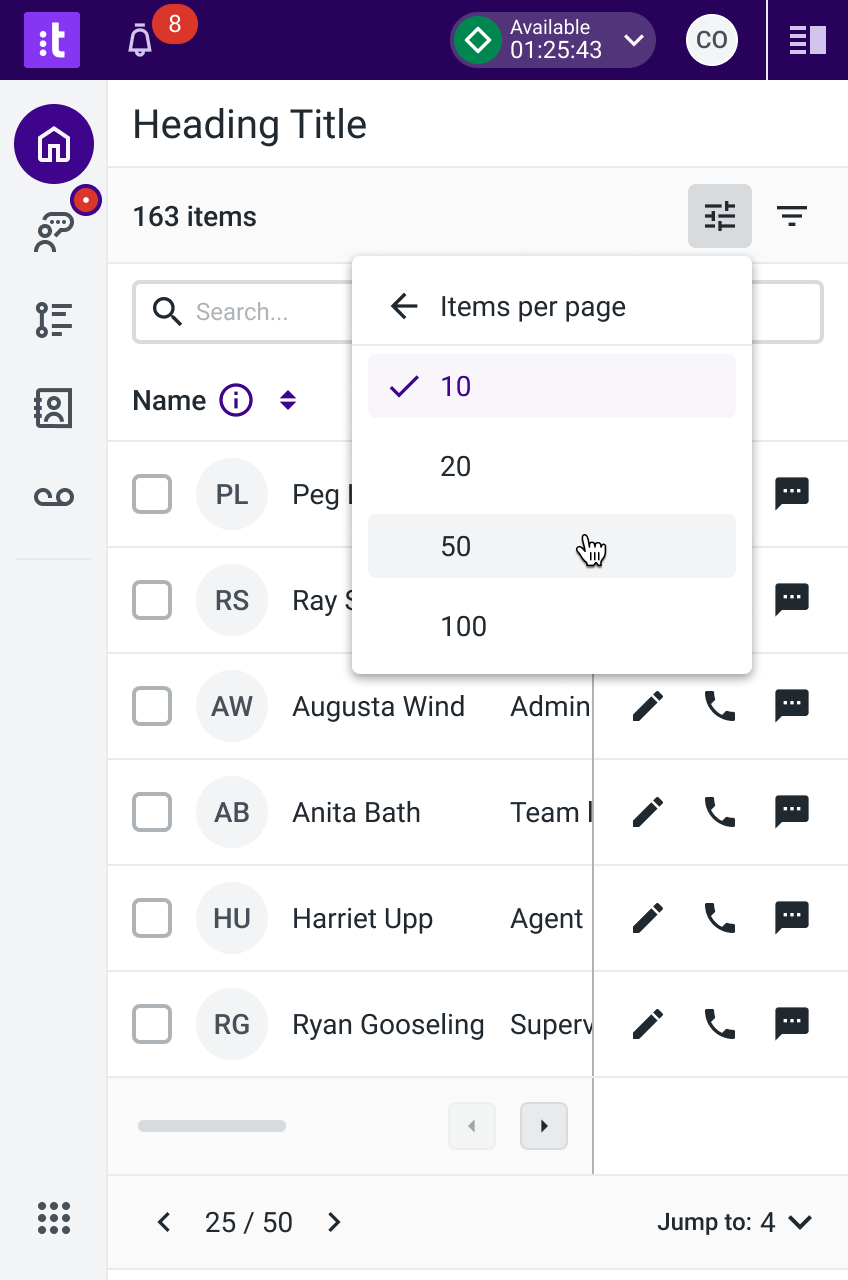 :t
8
Available
01:25:43
CO
Heading Title
163 items
Search...
Items per page
10
20
50
100
Name
PL Peg
RS Ray
AW Augusta Wind Admin
AB Anita Bath Team
HU Harriet Upp Agent
RG Ryan Gooseling Superv
25 / 50
Jump to: 4